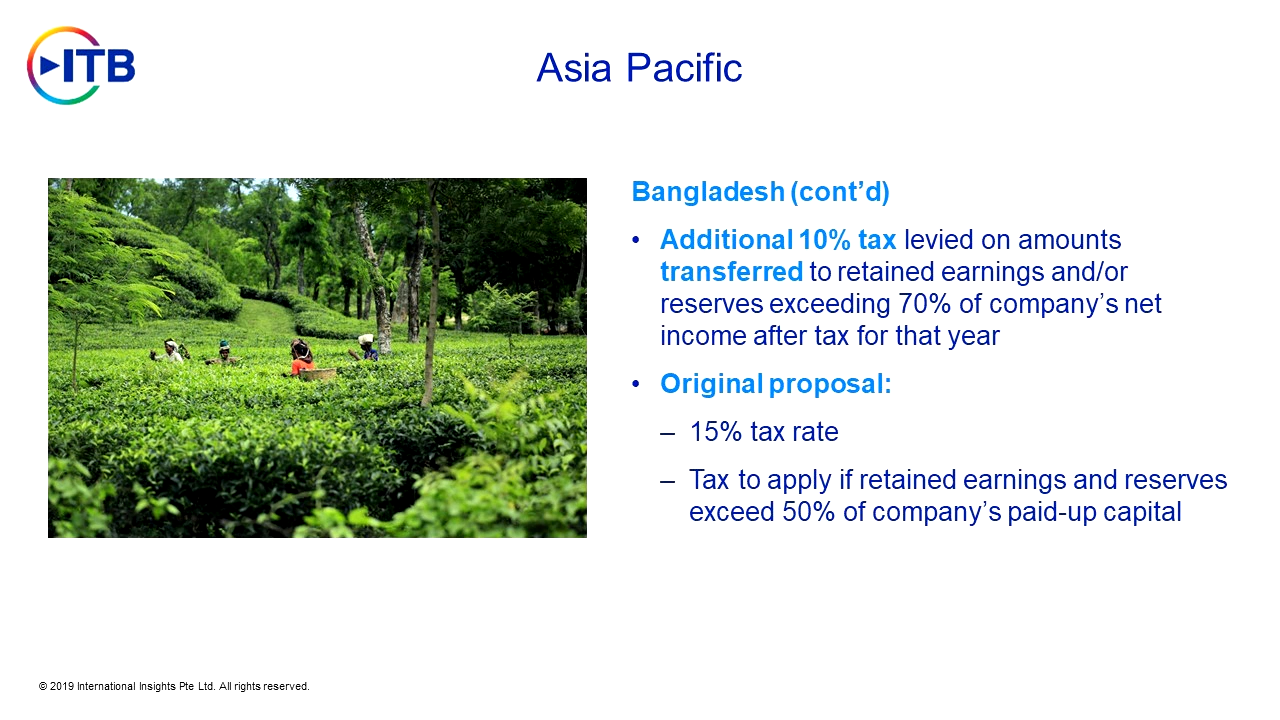 ITB
Asia Pacific
Bangladesh (cont’d)
• Additional 10% tax levied on amounts
transferred to retained earnings and/or
reserves exceeding 70% of company’s net
income after tax for that year
• Original proposal:
– 15% tax rate
– Tax to apply if retained earnings and reserves
exceed 50% of company’s paid-up capital
© 2019 International Insights Pte Ltd. All rights reserved.